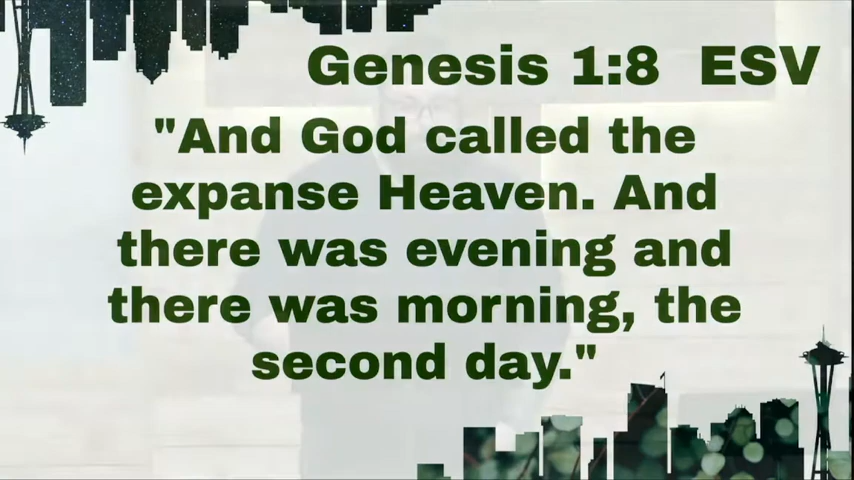 Genesis 1:8 ESV
"And God called the
expanse Heaven. And
there was evening and
there was morning, the
second day."